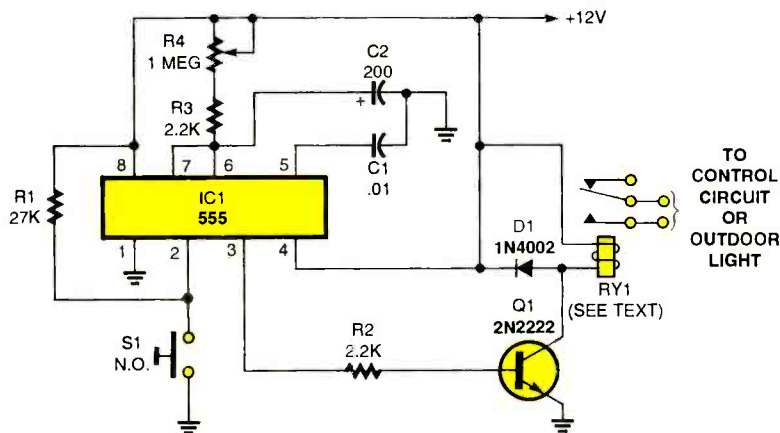 +12V
R4
1 MEG
C2
200
+
R3
2.2K
C1
.01
8 7 6 5
R1
27K
IC1
555
1 2 3 4
TO
CONTROL
CIRCUIT
OR
OUTDOOR
LIGHT
D1
1N4002
RY1
(SEE TEXT)
Q1
2N2222
R2
2.2K
S1
N.O.